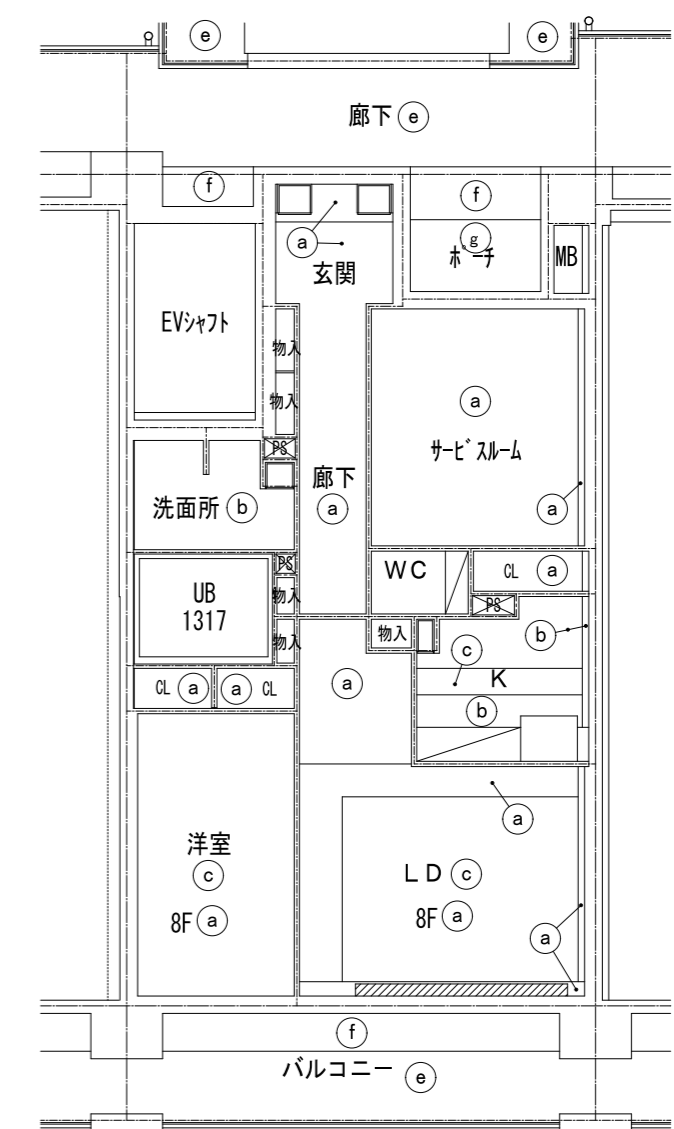 e
e
廊下 e
f
f
a
g
玄関
ポーチ
MB
EVシャフト
物入
物入
a
サービスルーム
PS
廊下
洗面所 b
a
a
PS
WC
CL a
UB
1317
物入
PS
物入
物入
b
c
K
CL a
a CL
a
b
a
洋室
c
LD c
8F a
8F a
a
f
バルコニー e